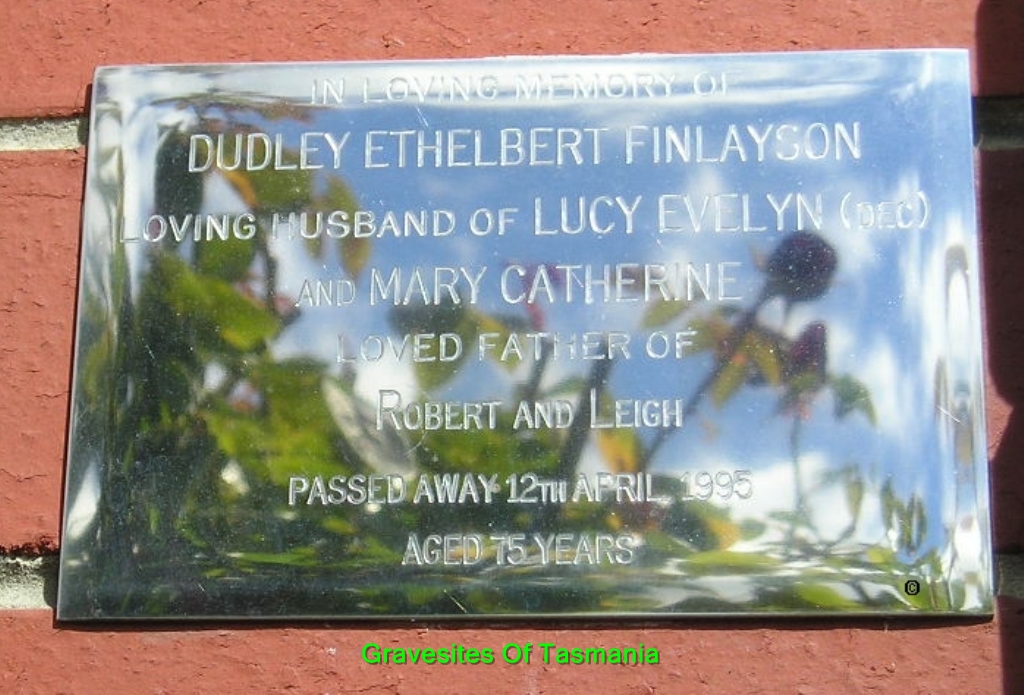 IN LOVING MEMORY OF
DUDLEY ETHELBERT FINLAYSON
LOVING HUSBAND OF LUCY EVELYN (DEC)
AND MARY CATHERINE
LOVED FATHER OF
ROBERT AND LEIGH
PASSED AWAY 12TH APRIL 1995
AGED 75 YEARS
©
Gravesites Of Tasmania